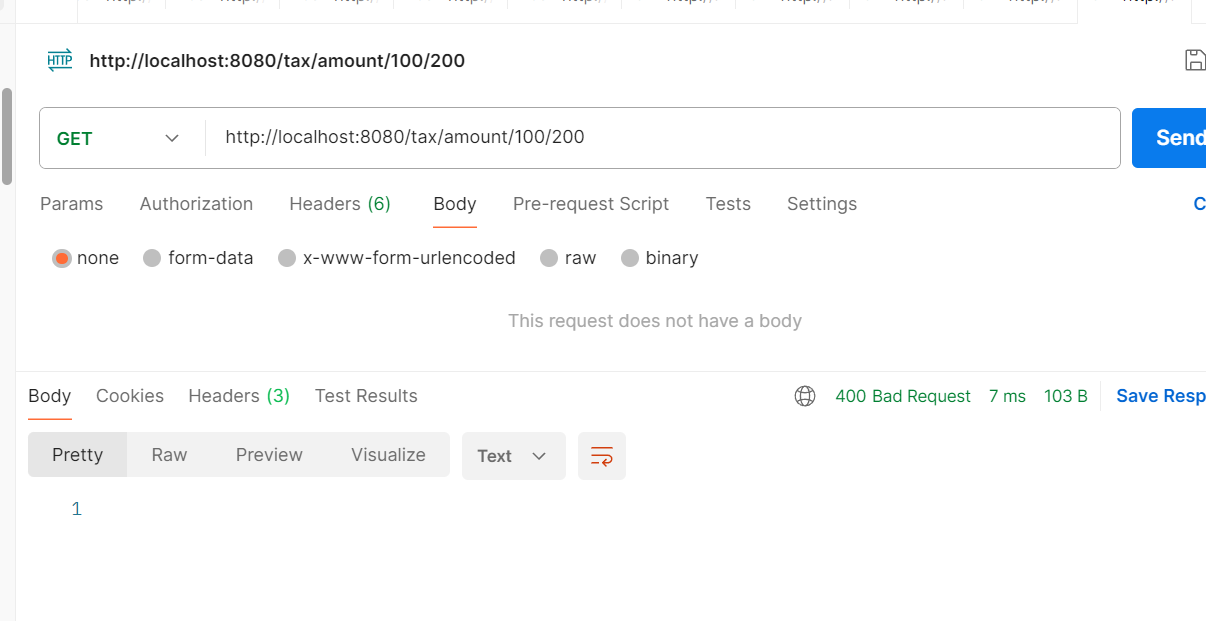 HTTP http://localhost:8080/tax/amount/100/200
GET http://localhost:8080/tax/amount/100/200 Send
Params Authorization Headers (6) Body Pre-request Script Tests Settings C
none form-data x-www-form-urlencoded raw binary
This request does not have a body
Body Cookies Headers (3) Test Results 400 Bad Request 7 ms 103 B Save Resp
Pretty Raw Preview Visualize Text
1